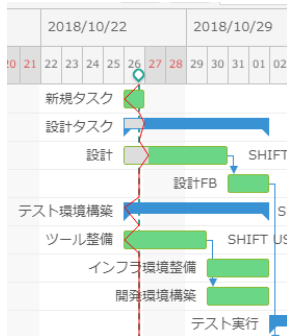 2018/10/22 2018/10/29
20 21 22 23 24 25 26 27 28 29 30 31 01 02
新規タスク
設計タスク
設計 SHIFT
設計FB
テスト環境構築 S
ツール整備 SHIFT US
インフラ環境整備
開発環境構築
テスト実行